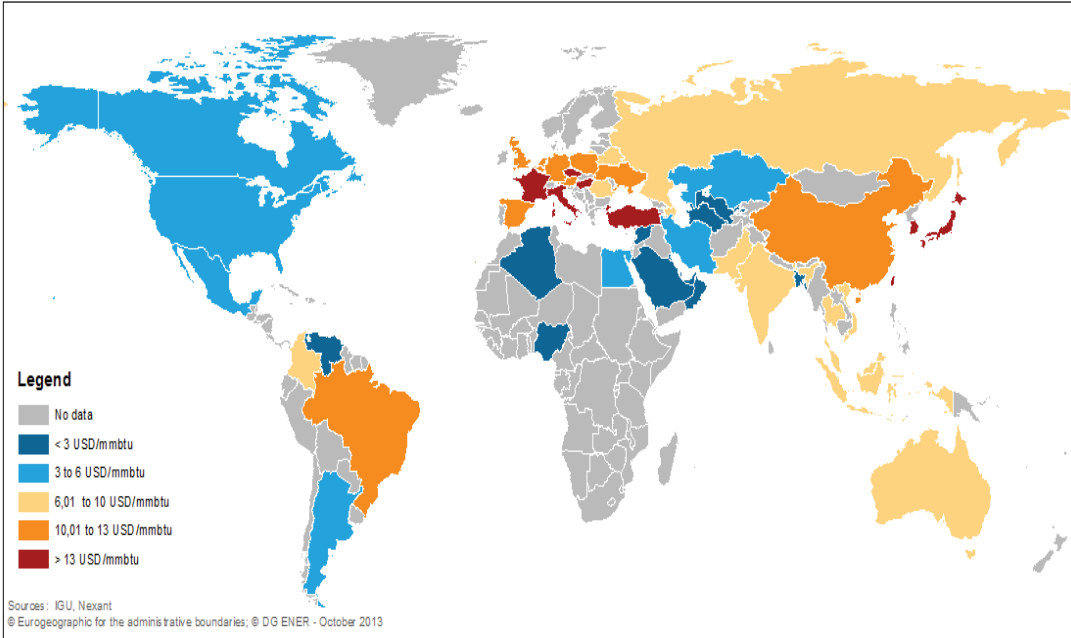 Legend
No data
< 3 USD/mmbtu
3 to 6 USD/mmbtu
6,01 to 10 USD/mmbtu
10,01 to 13 USD/mmbtu
> 13 USD/mmbtu
Sources: IGU, Nexant
© Eurogeographic for the administrative boundaries; © DG ENER - October 2013